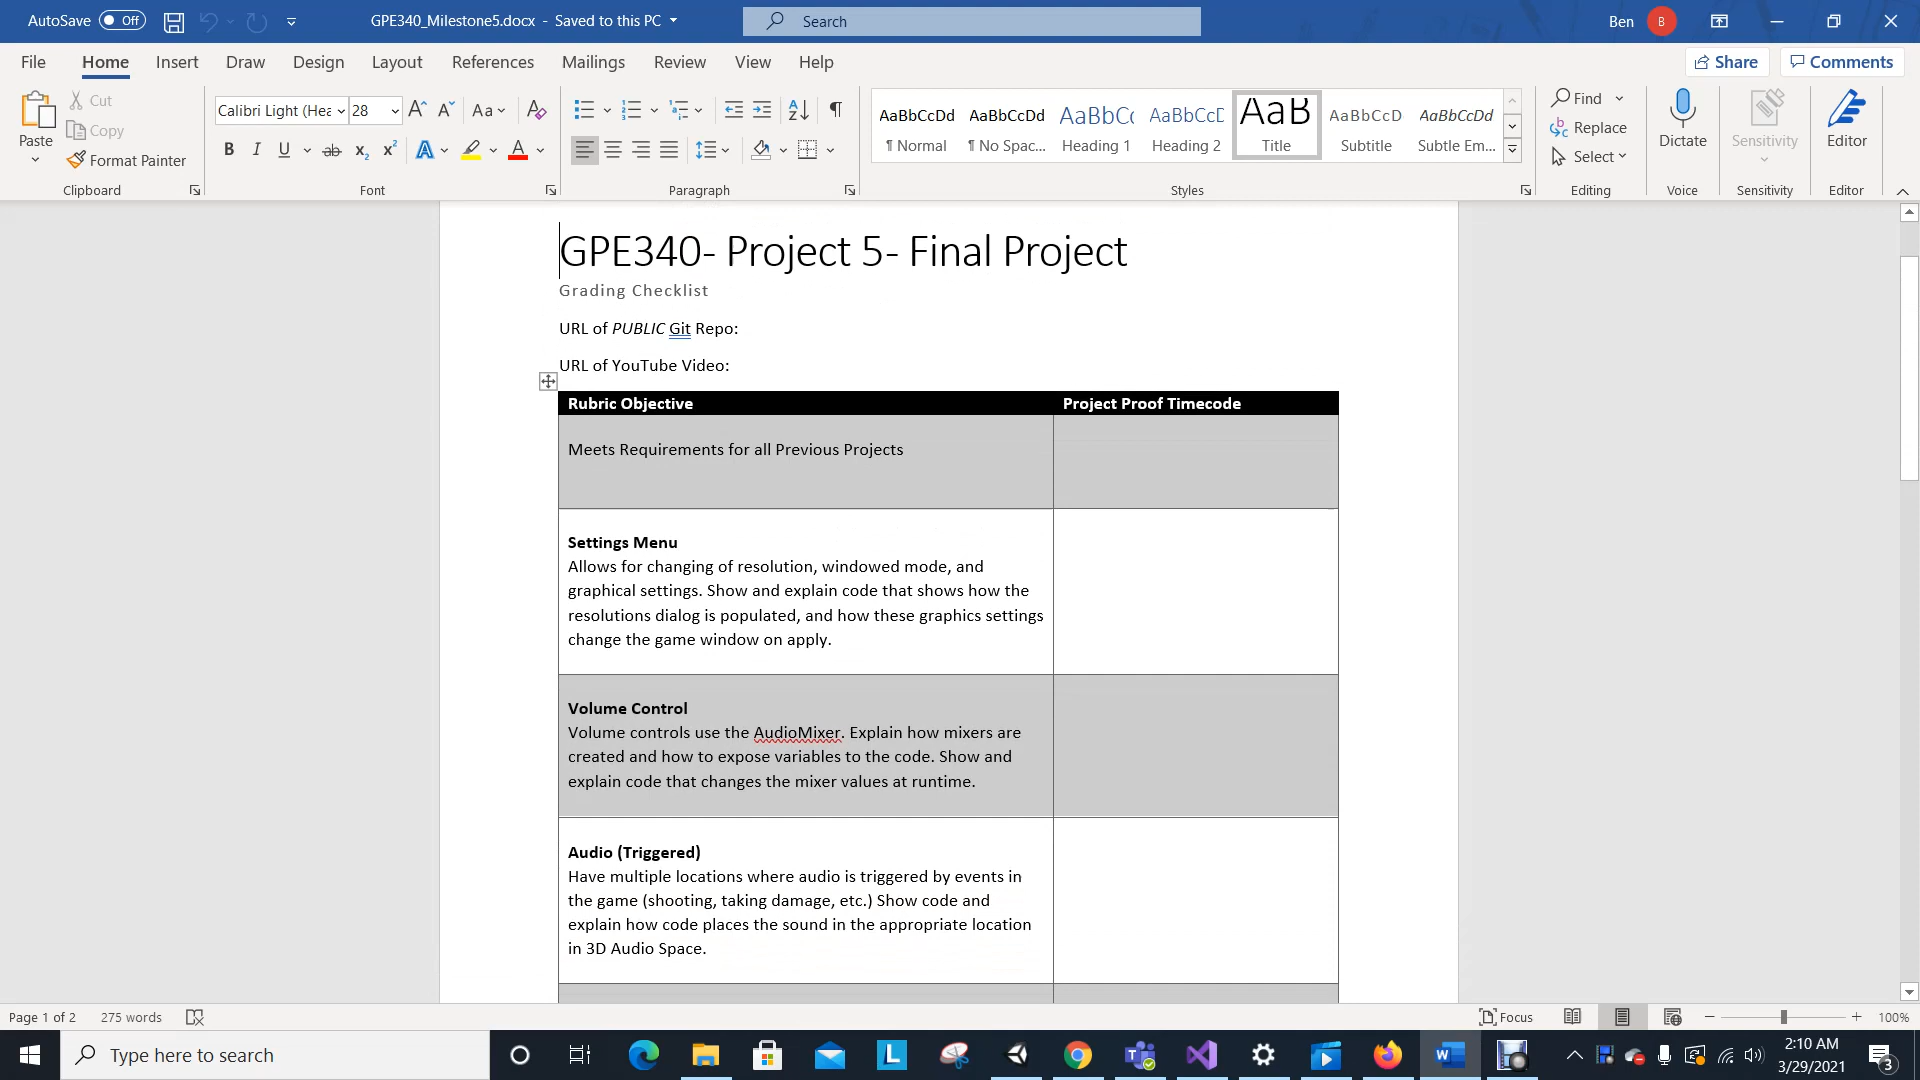 AutoSave Off GPE340_Milestone5.docx - Saved to this PC Search Ben B
File Home Insert Draw Design Layout References Mailings Review View Help Share Comments
Paste Cut Copy Format Painter Clipboard
Calibri Light (Hea 28 Aa Font
Paragraph
AaBbCcDd AaBbCcDd AaBbCc AaBbCcD AaB AaBbCcD AaBbCcDd
¶ Normal ¶ No Spac... Heading 1 Heading 2 Title Subtitle Subtle Em...
Styles
Find Replace Select Editing
Dictate Voice
Sensitivity Sensitivity
Editor Editor
GPE340- Project 5- Final Project
Grading Checklist
URL of PUBLIC Git Repo:
URL of YouTube Video:
Rubric Objective Project Proof Timecode
Meets Requirements for all Previous Projects
Settings Menu
Allows for changing of resolution, windowed mode, and
graphical settings. Show and explain code that shows how the
resolutions dialog is populated, and how these graphics settings
change the game window on apply.
Volume Control
Volume controls use the AudioMixer. Explain how mixers are
created and how to expose variables to the code. Show and
explain code that changes the mixer values at runtime.
Audio (Triggered)
Have multiple locations where audio is triggered by events in
the game (shooting, taking damage, etc.) Show code and
explain how code places the sound in the appropriate location
in 3D Audio Space.
Page 1 of 2 275 words Focus 100%
Type here to search
2:10 AM
3/29/2021
3